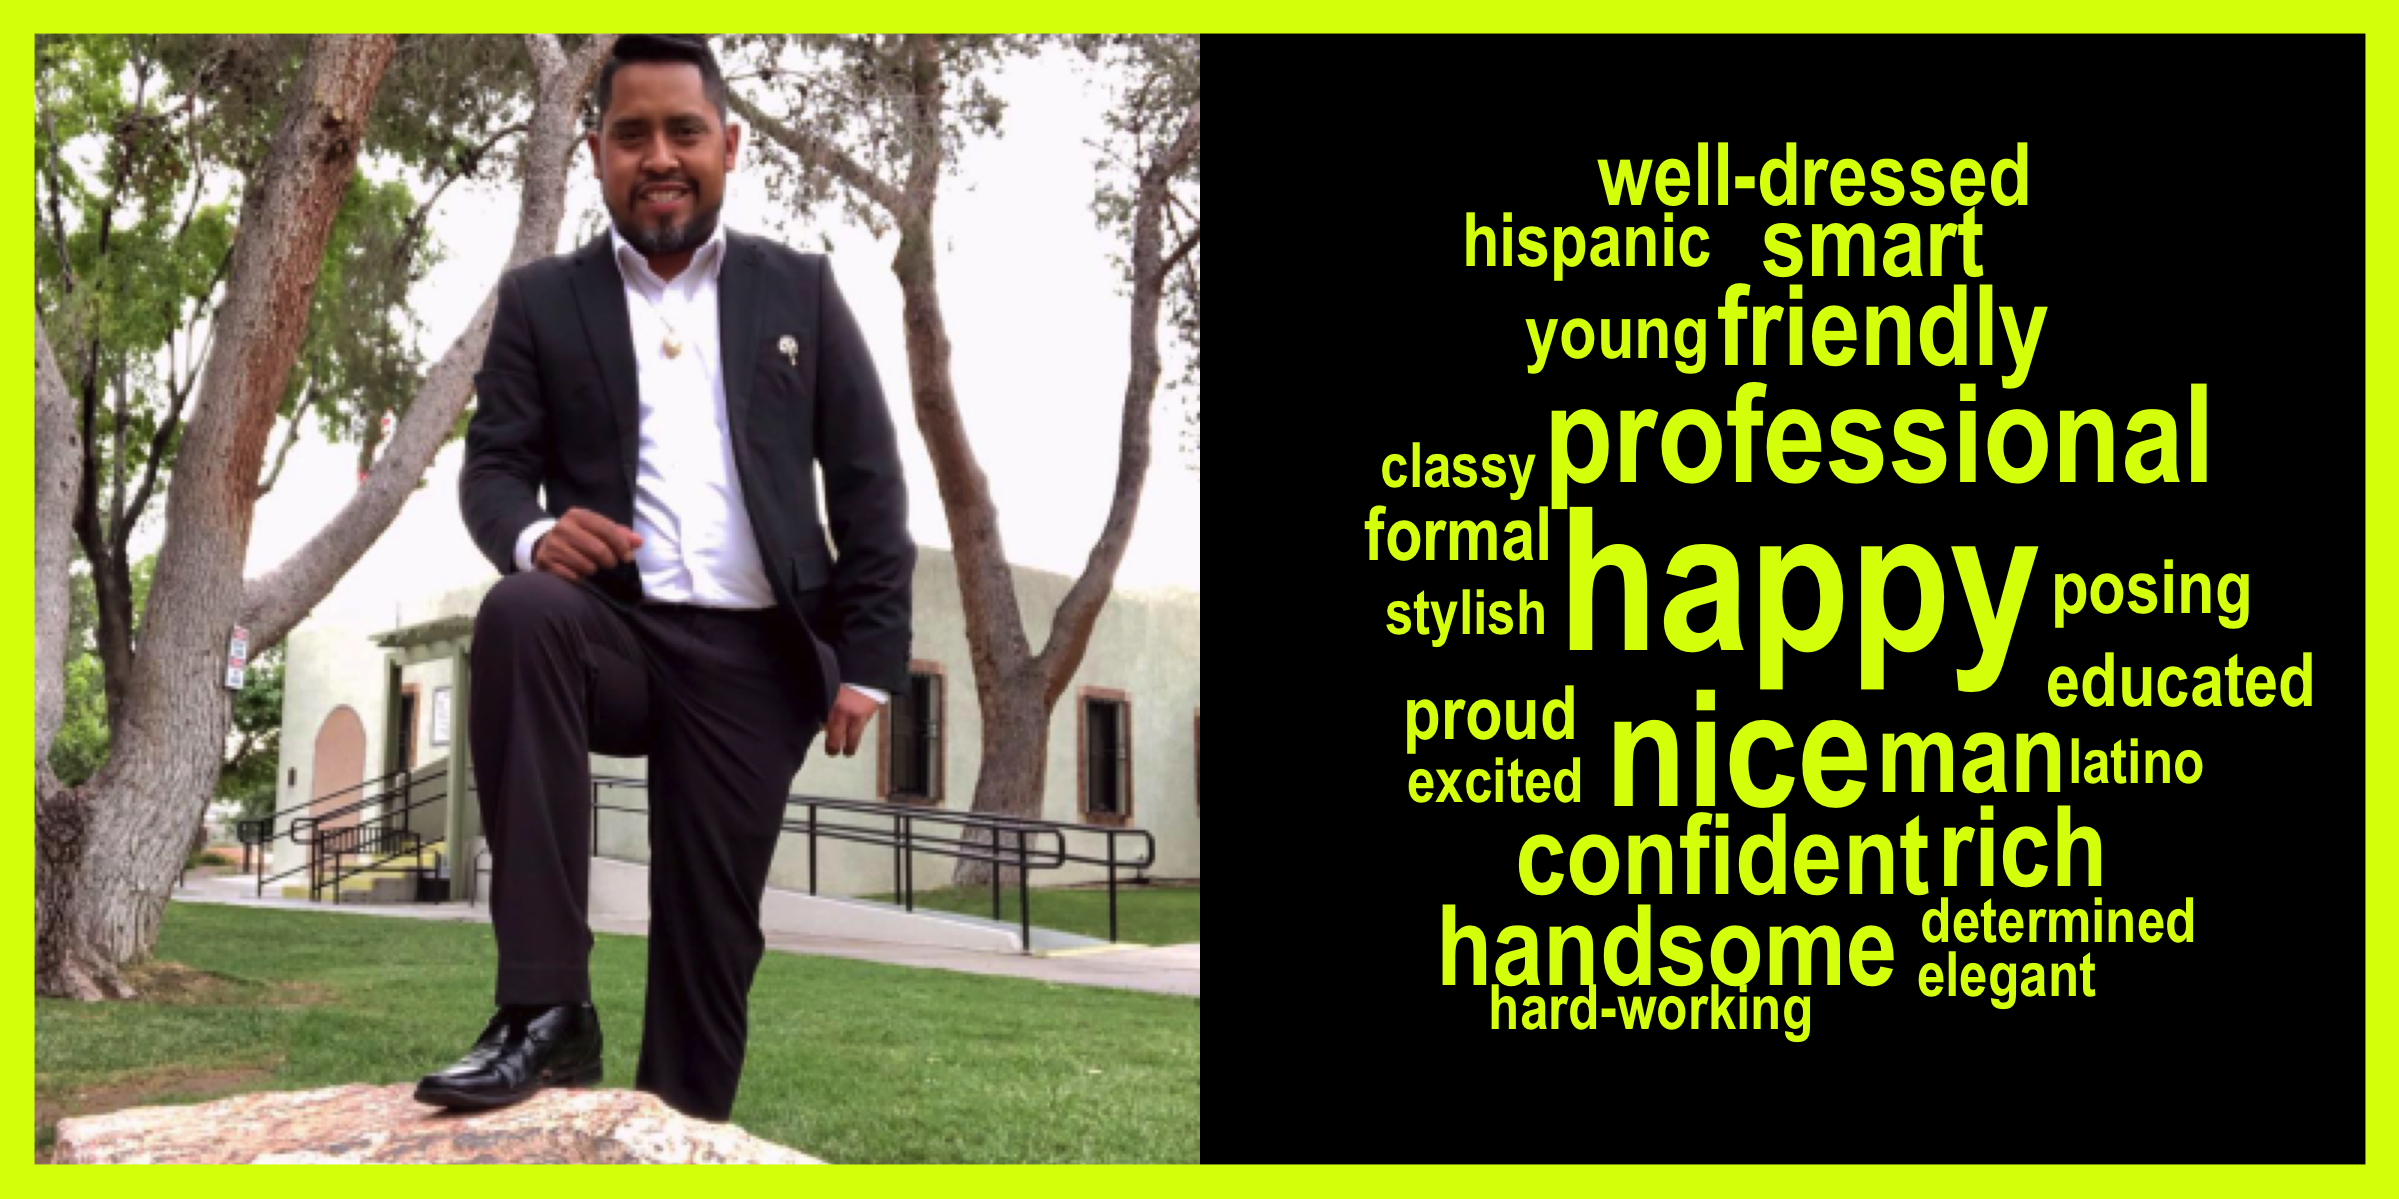 well-dressed
hispanic smart
young friendly
professional
classy
formal
happy
posing
stylish
educated
proud
nice man latino
excited
confident rich
handsome
determined
elegant
hard-working